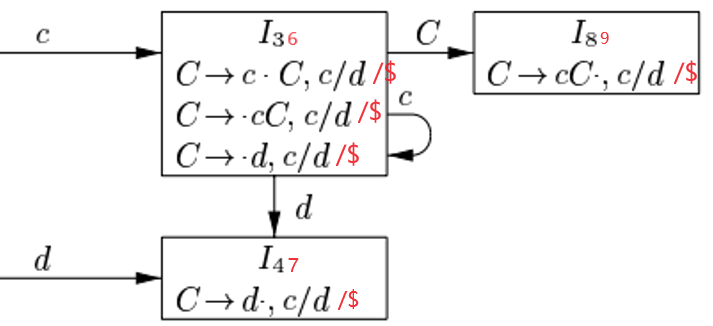 c
I₃6
C
I₈9
C → c · C, c/d /$
C → cC·, c/d /$
C → ·cC, c/d /$
c
C → ·d, c/d /$
d
d
I₄7
C → d·, c/d /$